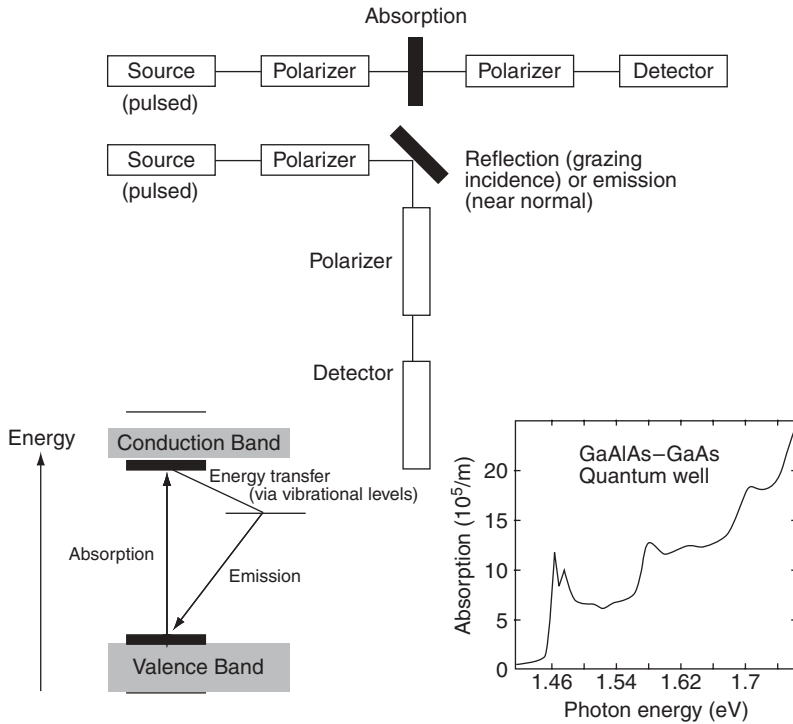 Absorption
Source
Polarizer
Polarizer
Detector
(pulsed)
Source
Polarizer
(pulsed)
Reflection (grazing
incidence) or emission
(near normal)
Polarizer
Detector
Energy
Conduction Band
Energy transfer
(via vibrational levels)
Absorption
Emission
Valence Band
GaAlAs–GaAs
Quantum well
Absorption (10⁵/m)
20
15
10
5
0
1.46
1.54
1.62
1.7
Photon energy (eV)